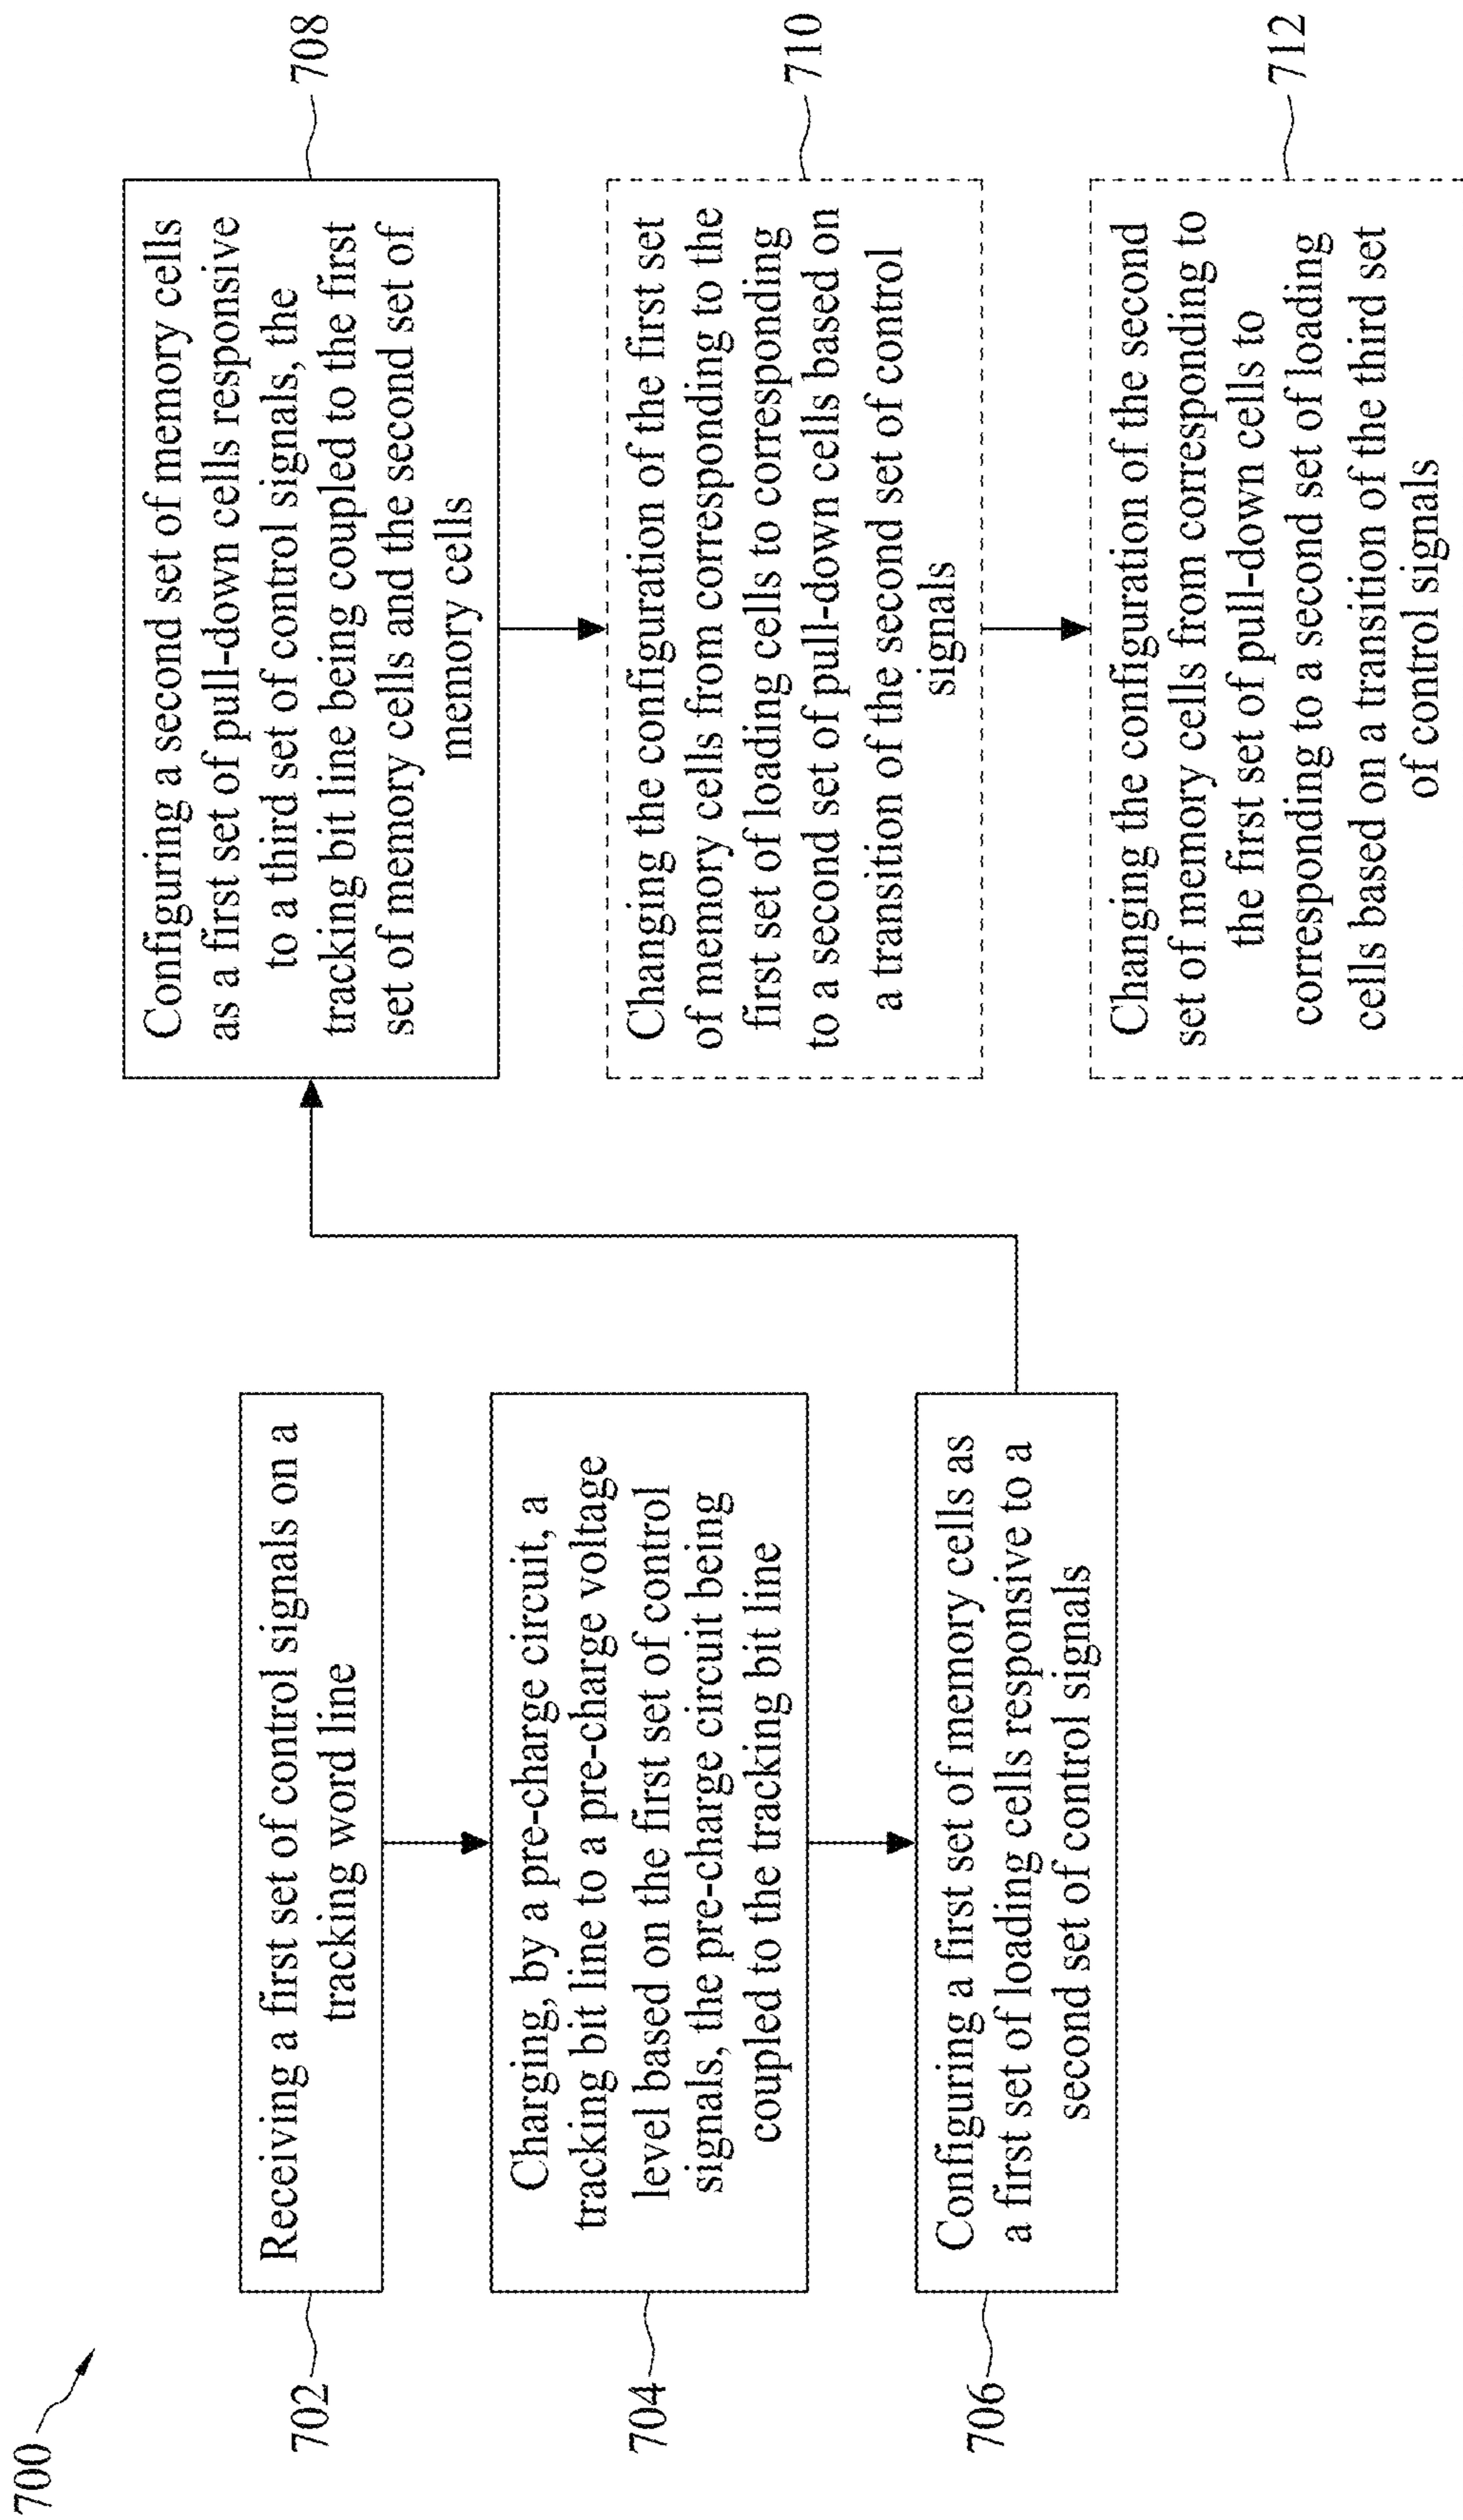 700
702
Receiving a first set of control signals on a
tracking word line
704
Charging, by a pre-charge circuit, a
tracking bit line to a pre-charge voltage
level based on the first set of control
signals, the pre-charge circuit being
coupled to the tracking bit line
706
Configuring a first set of memory cells as
a first set of loading cells responsive to a
second set of control signals
708
Configuring a second set of memory cells
as a first set of pull-down cells responsive
to a third set of control signals, the
tracking bit line being coupled to the first
set of memory cells and the second set of
memory cells
710
Changing the configuration of the first set
of memory cells from corresponding to the
first set of loading cells to corresponding
to a second set of pull-down cells based on
a transition of the second set of control
signals
712
Changing the configuration of the second
set of memory cells from corresponding to
the first set of pull-down cells to
corresponding to a second set of loading
cells based on a transition of the third set
of control signals